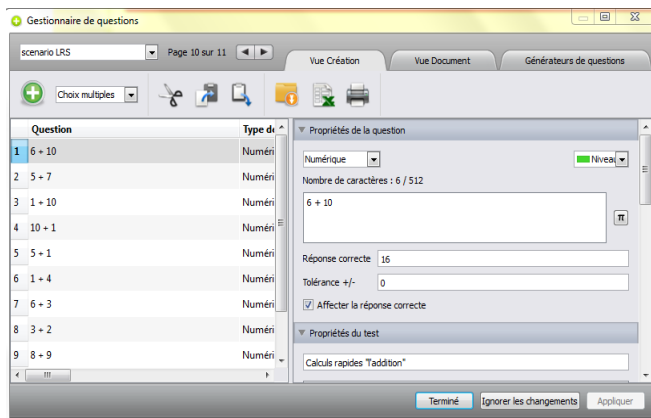 Gestionnaire de questions
scenario LRS
Page 10 sur 11
Vue Création
Vue Document
Générateurs de questions
Choix multiples
Question Type de
1 6 + 10 Numéri
2 5 + 7 Numéri
3 1 + 10 Numéri
4 10 + 1 Numéri
5 5 + 1 Numéri
6 1 + 4 Numéri
7 6 + 3 Numéri
8 3 + 2 Numéri
9 8 + 9 Numéri
Propriétés de la question
Numérique Niveau
Nombre de caractères : 6 / 512
6 + 10
π
Réponse correcte 16
Tolérance +/- 0
Affecter la réponse correcte
Propriétés du test
Calculs rapides "l'addition"
Terminé Ignorer les changements Appliquer